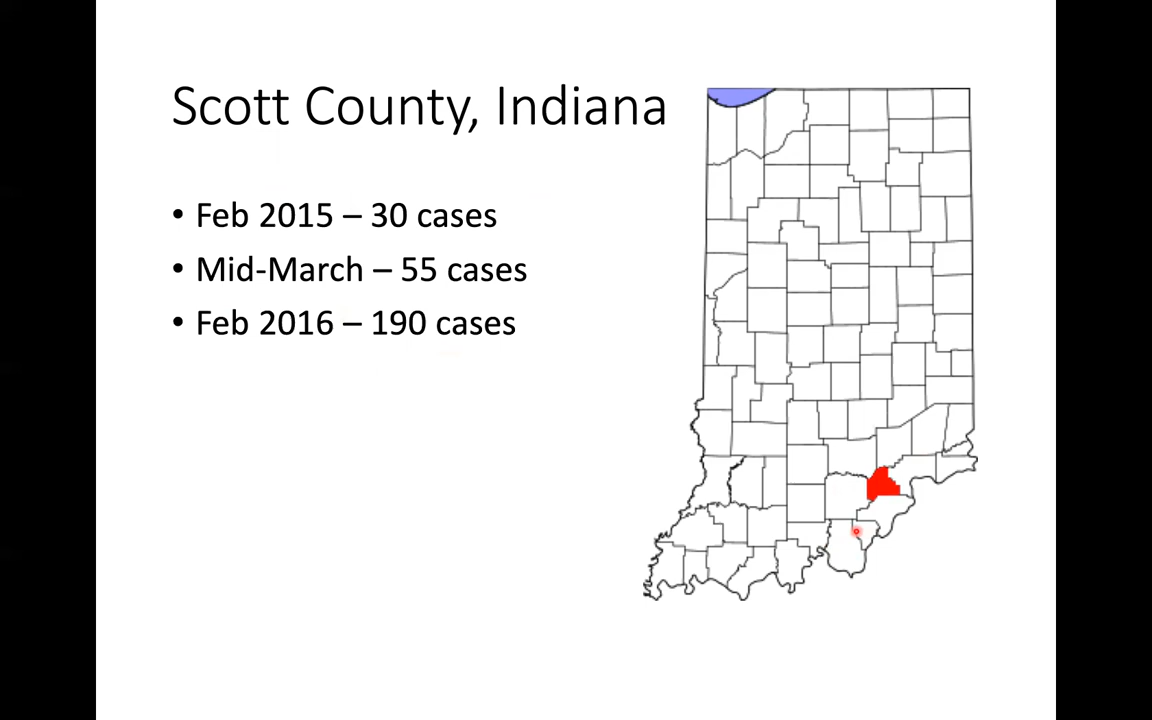 Scott County, Indiana
• Feb 2015 – 30 cases
• Mid-March – 55 cases
• Feb 2016 – 190 cases